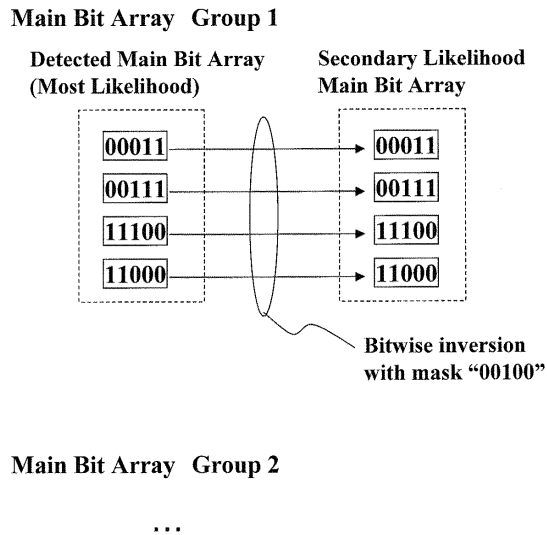 Main Bit Array Group 1
Detected Main Bit Array
(Most Likelihood)
Secondary Likelihood
Main Bit Array
00011
00011
00111
00111
11100
11100
11000
11000
Bitwise inversion
with mask “00100”
Main Bit Array Group 2
...